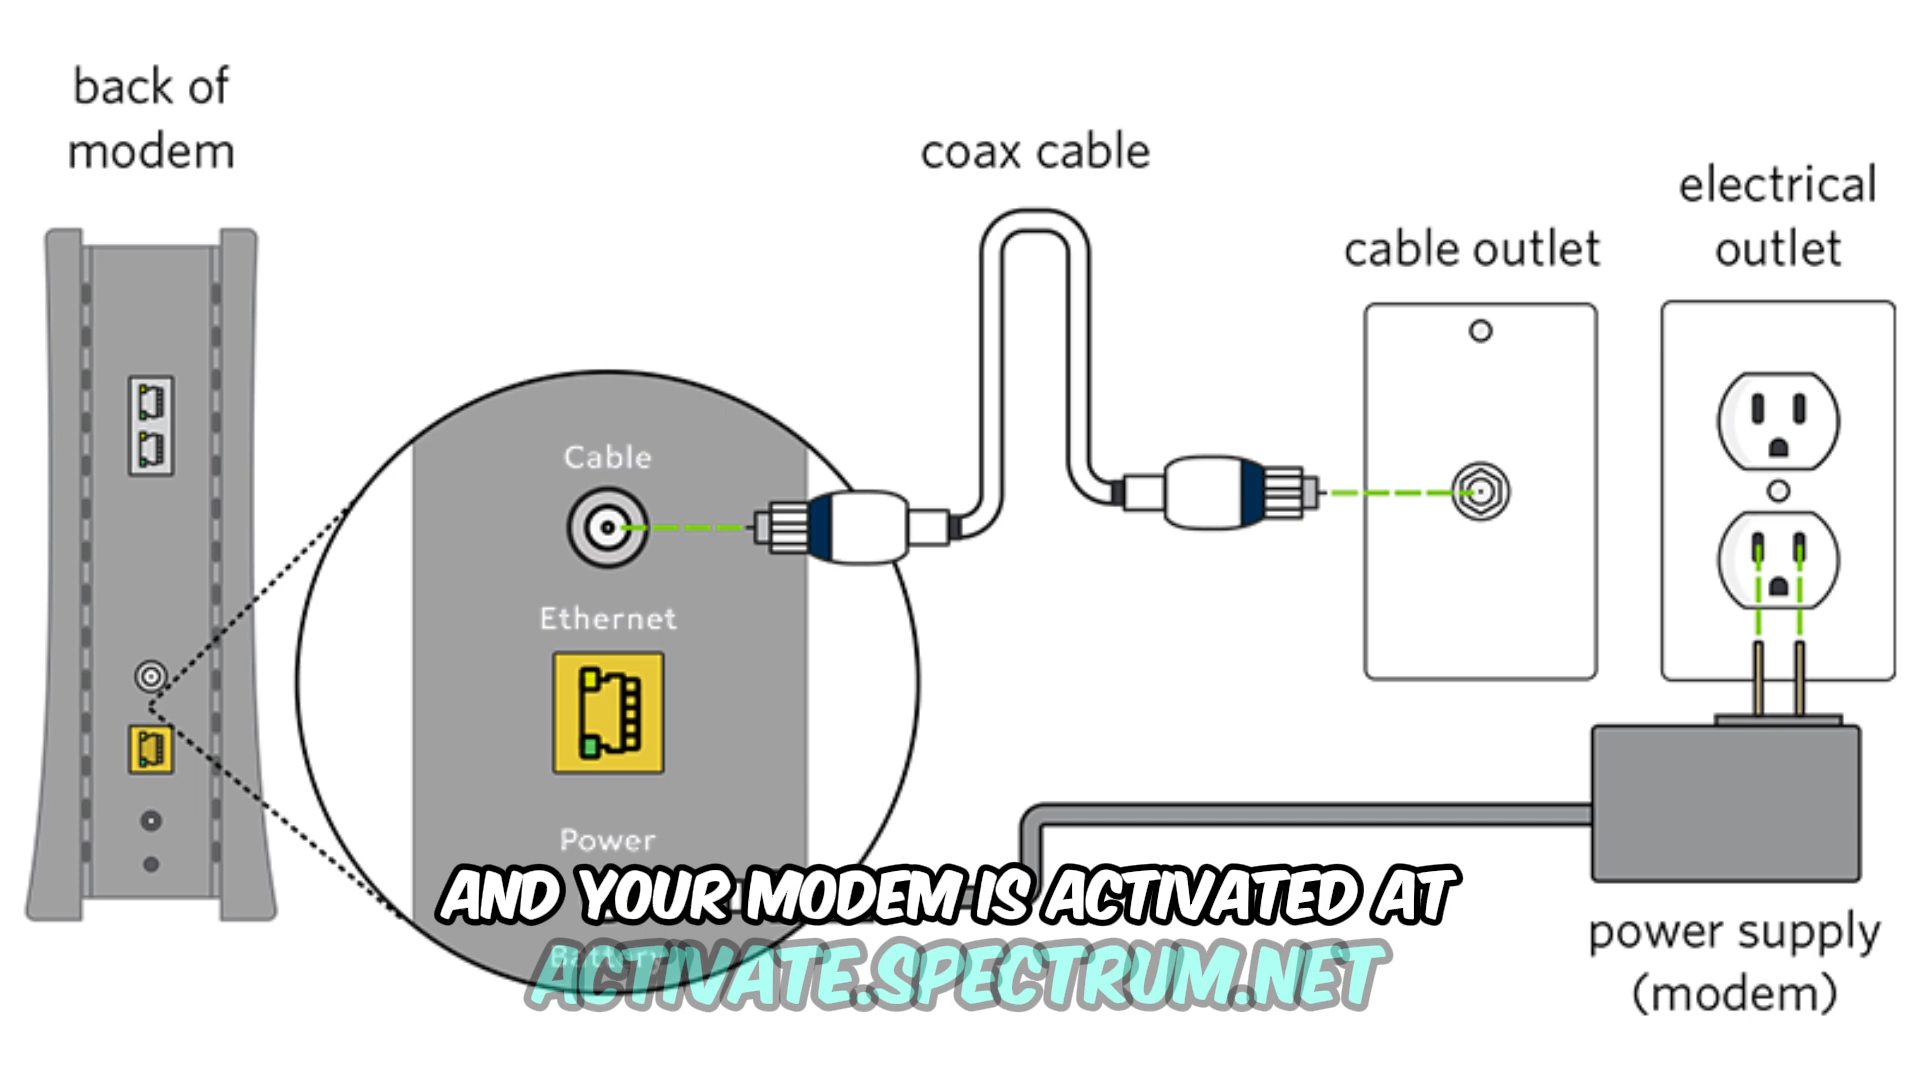 back of
modem
coax cable
electrical
outlet
cable outlet
Cable
Ethernet
Power
AND YOUR MODEM IS ACTIVATED AT
Battery
ACTIVATE.SPECTRUM.NET
power supply
(modem)